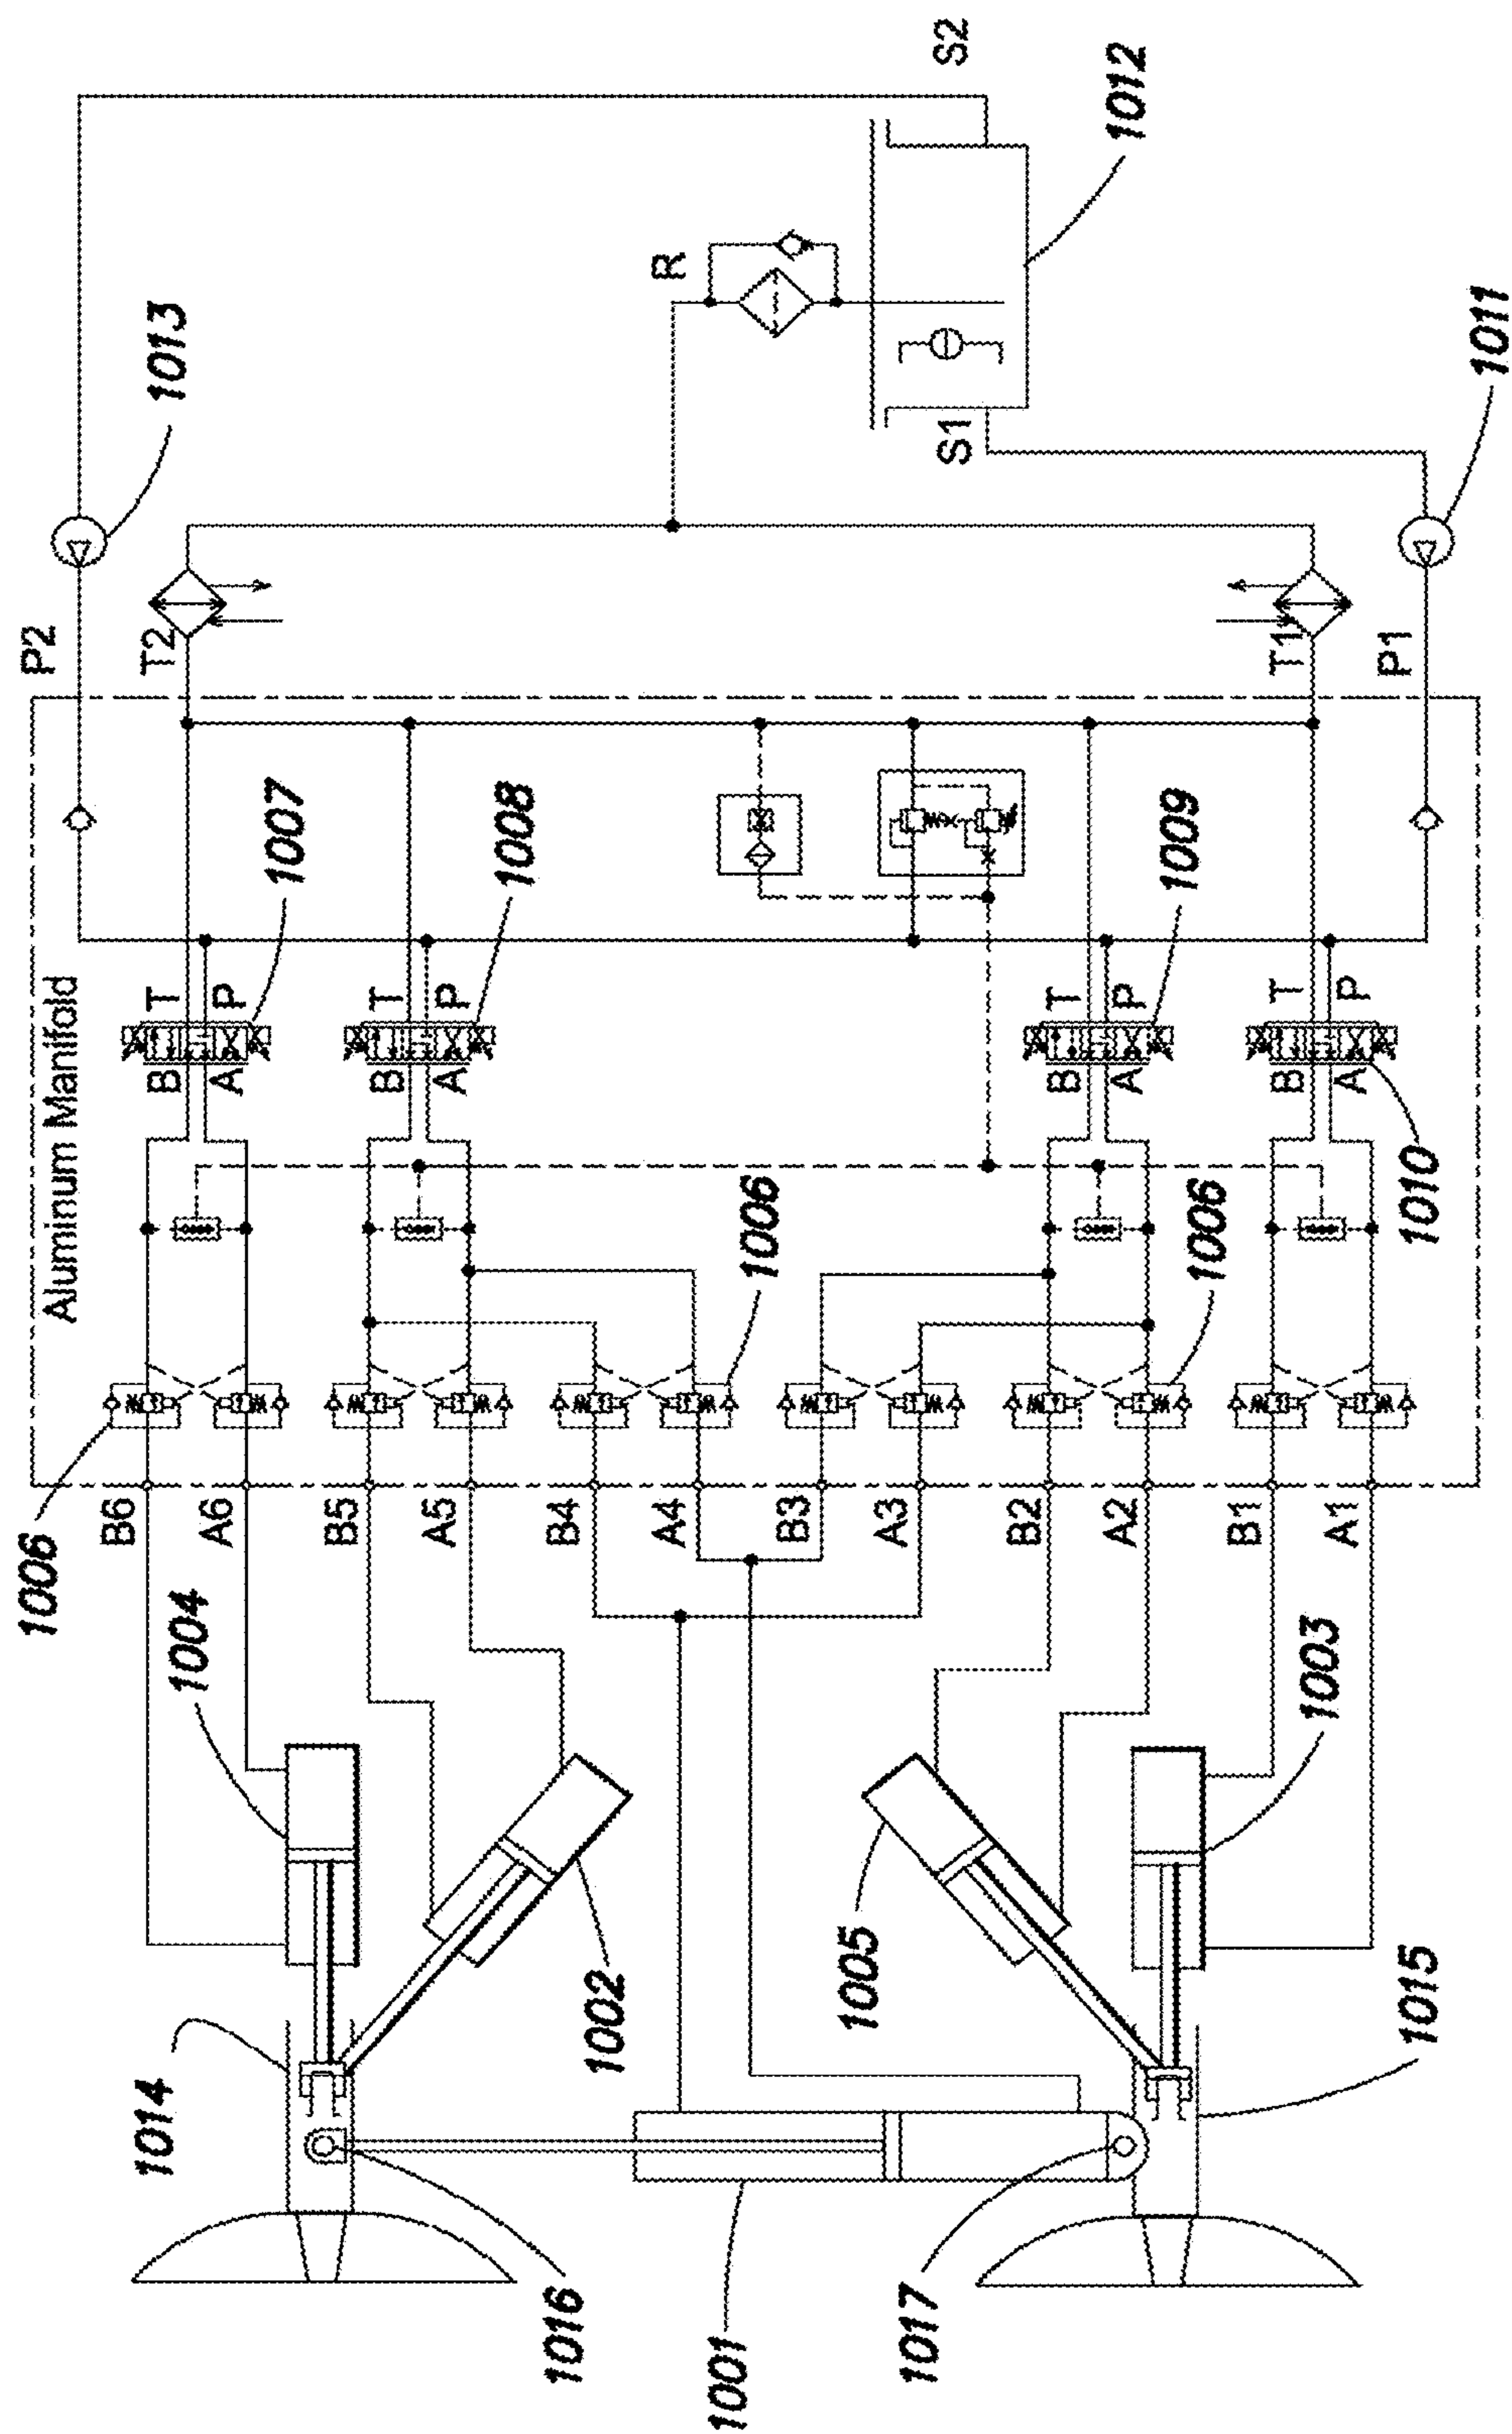 S2
1012
R
1013
S1
1011
P2
T2
T1
P1
Aluminum Manifold
1007
1008
1009
T
P
T
P
T
P
T
P
B
A
B
A
B
A
B
A
1010
1006
1006
1006
B6
A6
B5
A5
B4
A4
B3
A3
B2
A2
B1
A1
1004
1003
1002
1005
1014
1015
1016
1001
1017